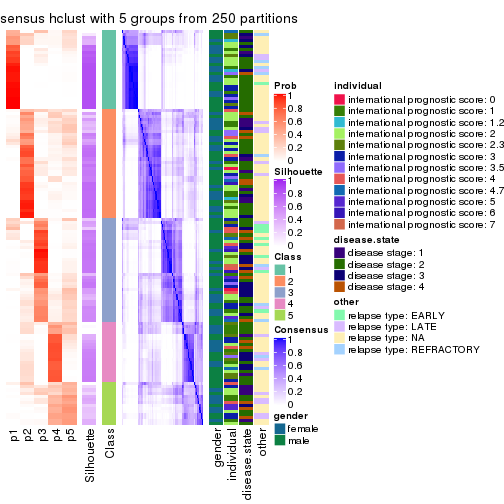 sensus hclust with 5 groups from 250 partitions
p1
p2
p3
p4
p5
Silhouette
Class
gender
individual
disease.state
other
Prob
1
0.8
0.6
0.4
0.2
0
Silhouette
1
0.8
0.6
0.4
0.2
0
Class
1
2
3
4
5
Consensus
1
0.8
0.6
0.4
0.2
0
gender
female
male
individual
international prognostic score: 0
international prognostic score: 1
international prognostic score: 1.2
international prognostic score: 2
international prognostic score: 2.3
international prognostic score: 3
international prognostic score: 3.7
international prognostic score: 4
international prognostic score: 4.7
international prognostic score: 5
international prognostic score: 6
international prognostic score: 7
disease.state
disease stage: 1
disease stage: 2
disease stage: 3
disease stage: 4
other
relapse type: EARLY
relapse type: LATE
relapse type: NA
relapse type: REFRACTORY